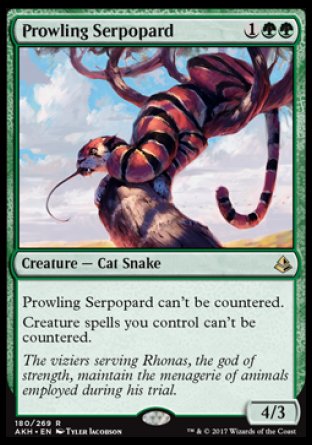 Prowling Serpopard 1
Creature — Cat Snake
Prowling Serpopard can't be countered.
Creature spells you control can't be
countered.
The viziers serving Rhonas, the god of
strength, maintain the menagerie of animals
employed during his trial.
4/3
180/269 R
AKH • EN Tyler Jacobson
™ & © 2017 Wizards of the Coast